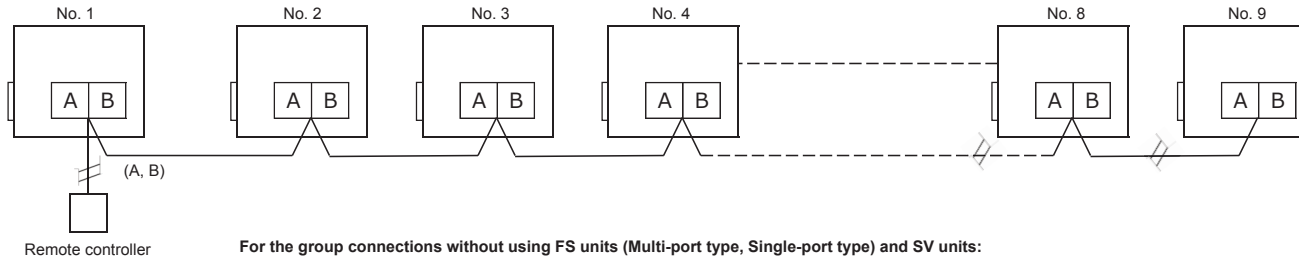 No. 1 No. 2 No. 3 No. 4 No. 8 No. 9
A B A B A B A B A B A B
(A, B)
Remote controller
For the group connections without using FS units (Multi-port type, Single-port type) and SV units: